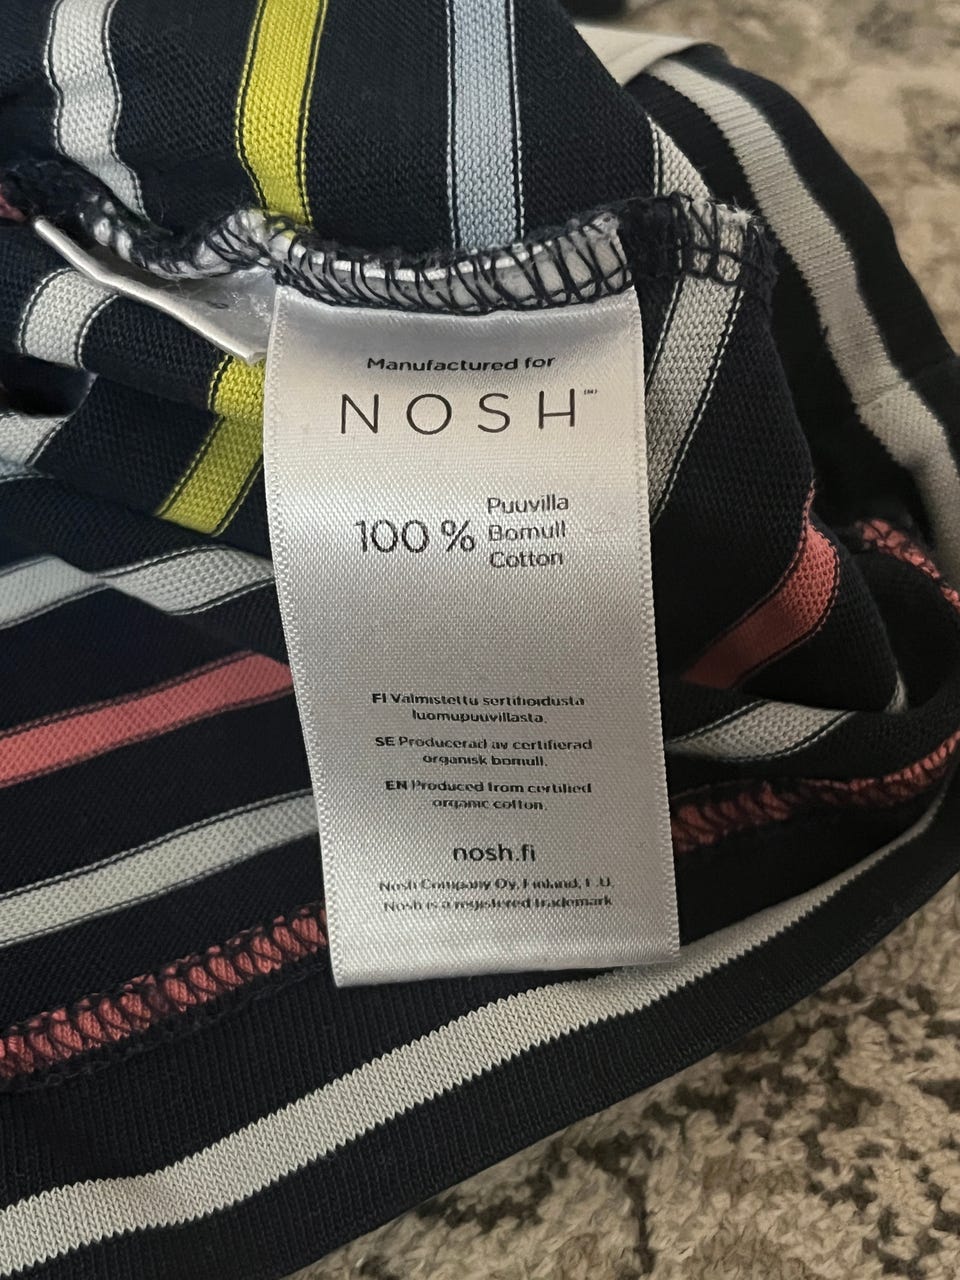 Manufactured for
NOSH
100 % Puuvilla
Bomull
Cotton
FI Valmistettu sertifioidusta
luomupuuvillasta.
SE Producerad av certifierad
organisk bomull.
EN Produced from certified
organic cotton.
nosh.fi
Nosh Company Oy, Finland, E.U.
Nosh is a registered trademark